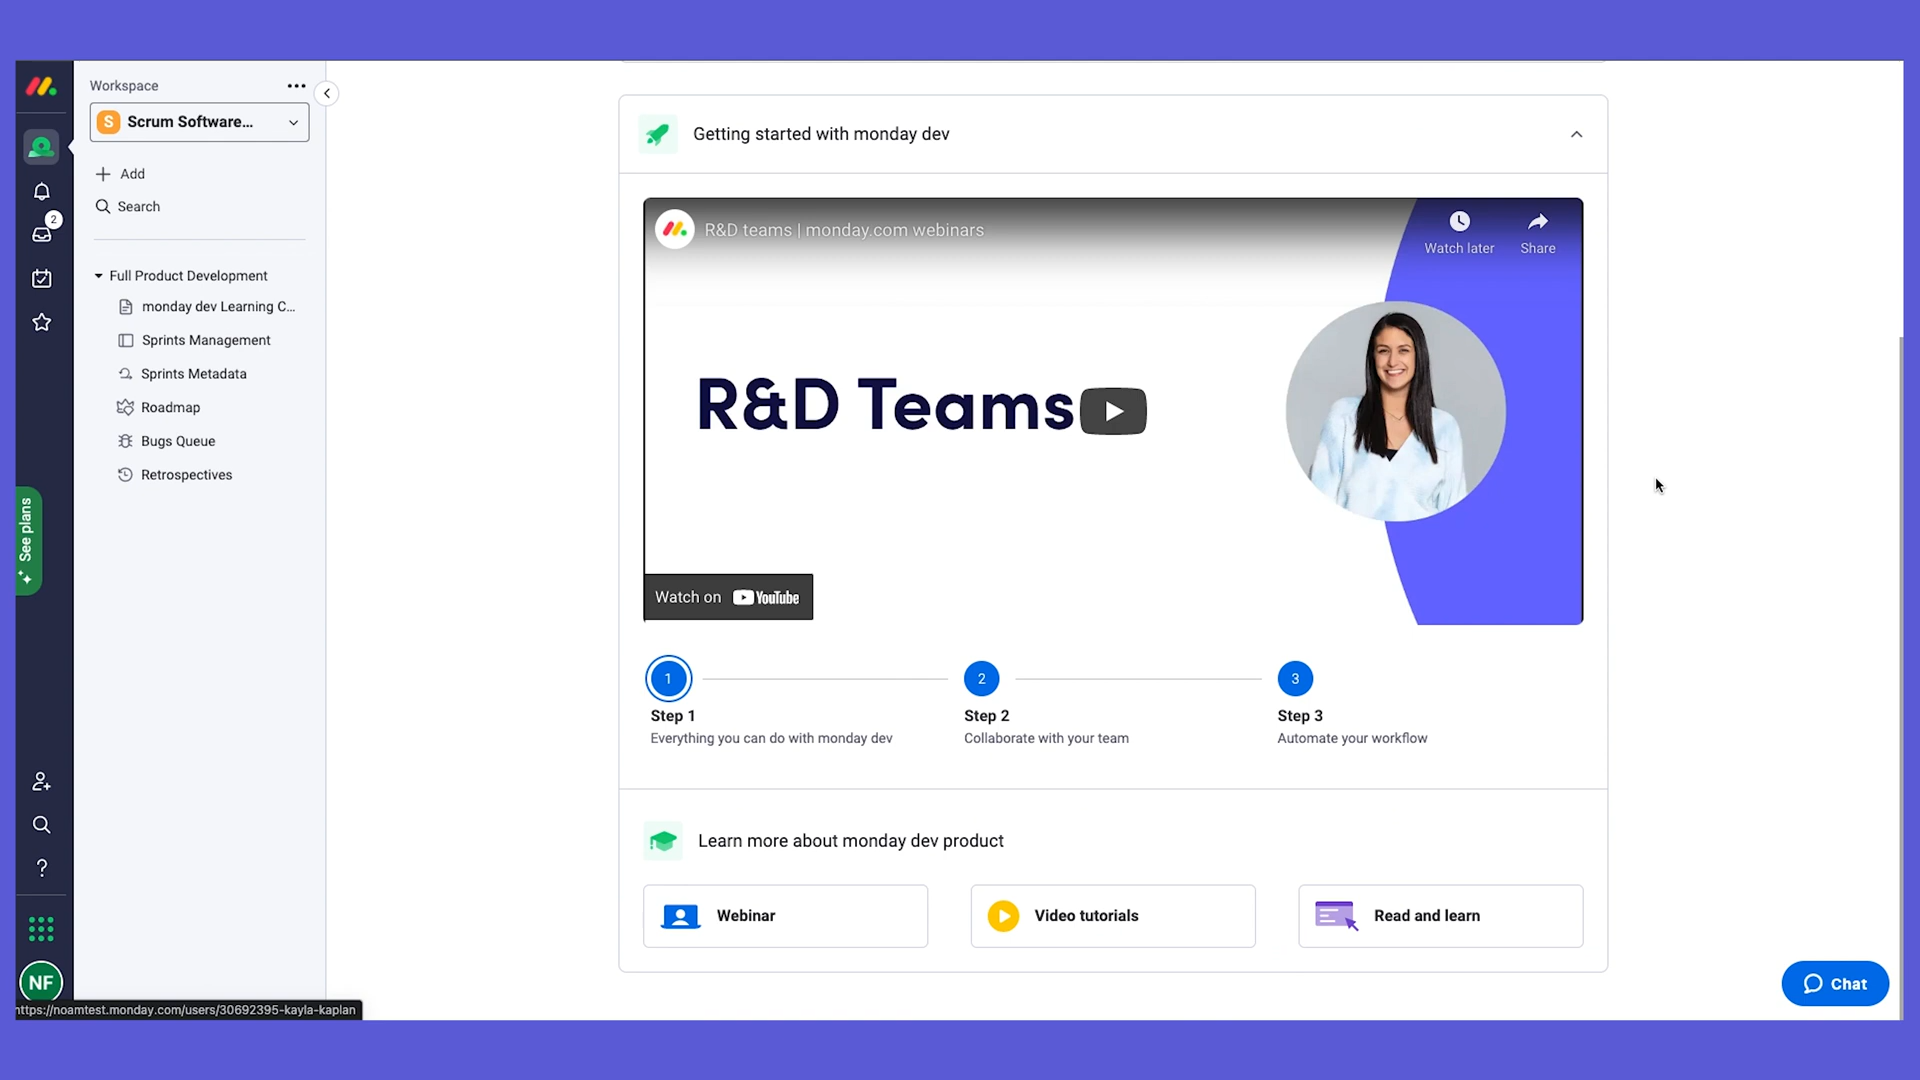 Workspace
S Scrum Software...
Add
Search
2
Full Product Development
monday dev Learning C...
Sprints Management
Sprints Metadata
Roadmap
Bugs Queue
Retrospectives
See plans
NF
https://noamtest.monday.com/users/30692395-kayla-kaplan
Getting started with monday dev
R&D teams | monday.com webinars
Watch later
Share
R&D Teams
Watch on YouTube
1
2
3
Step 1
Step 2
Step 3
Everything you can do with monday dev
Collaborate with your team
Automate your workflow
Learn more about monday dev product
Webinar
Video tutorials
Read and learn
Chat